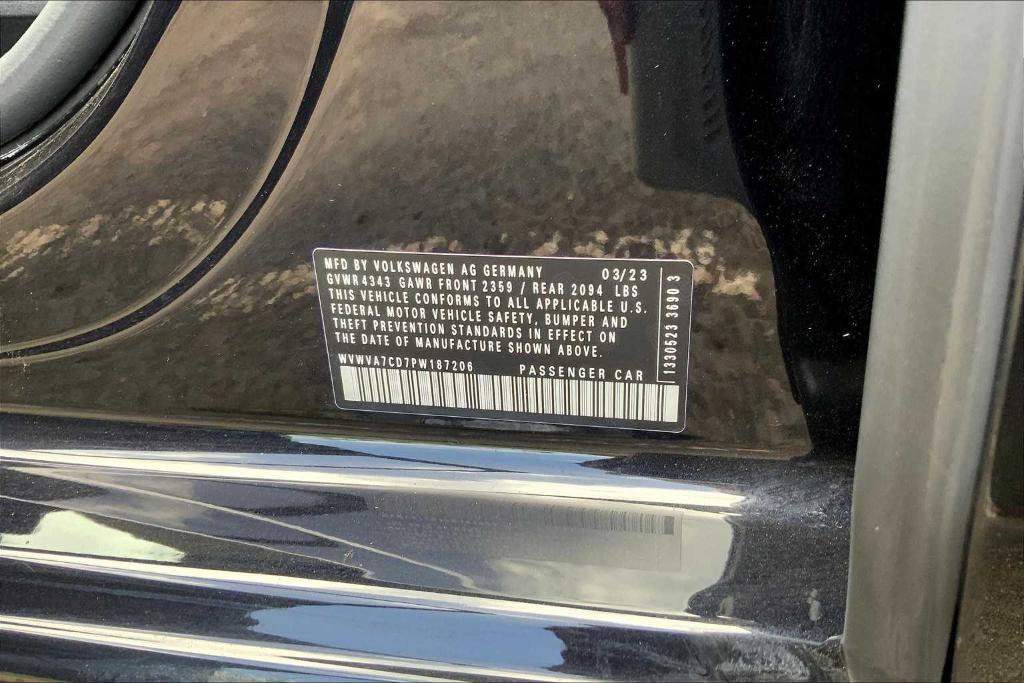 MFD BY VOLKSWAGEN AG GERMANY 03/23
GVWR4343 GAWR FRONT 2359 / REAR 2094 LBS
THIS VEHICLE CONFORMS TO ALL APPLICABLE U.S.
FEDERAL MOTOR VEHICLE SAFETY, BUMPER AND
THEFT PREVENTION STANDARDS IN EFFECT ON
THE DATE OF MANUFACTURE SHOWN ABOVE.
WVWVA7CD7PW187206 PASSENGER CAR
1330523 3690 3